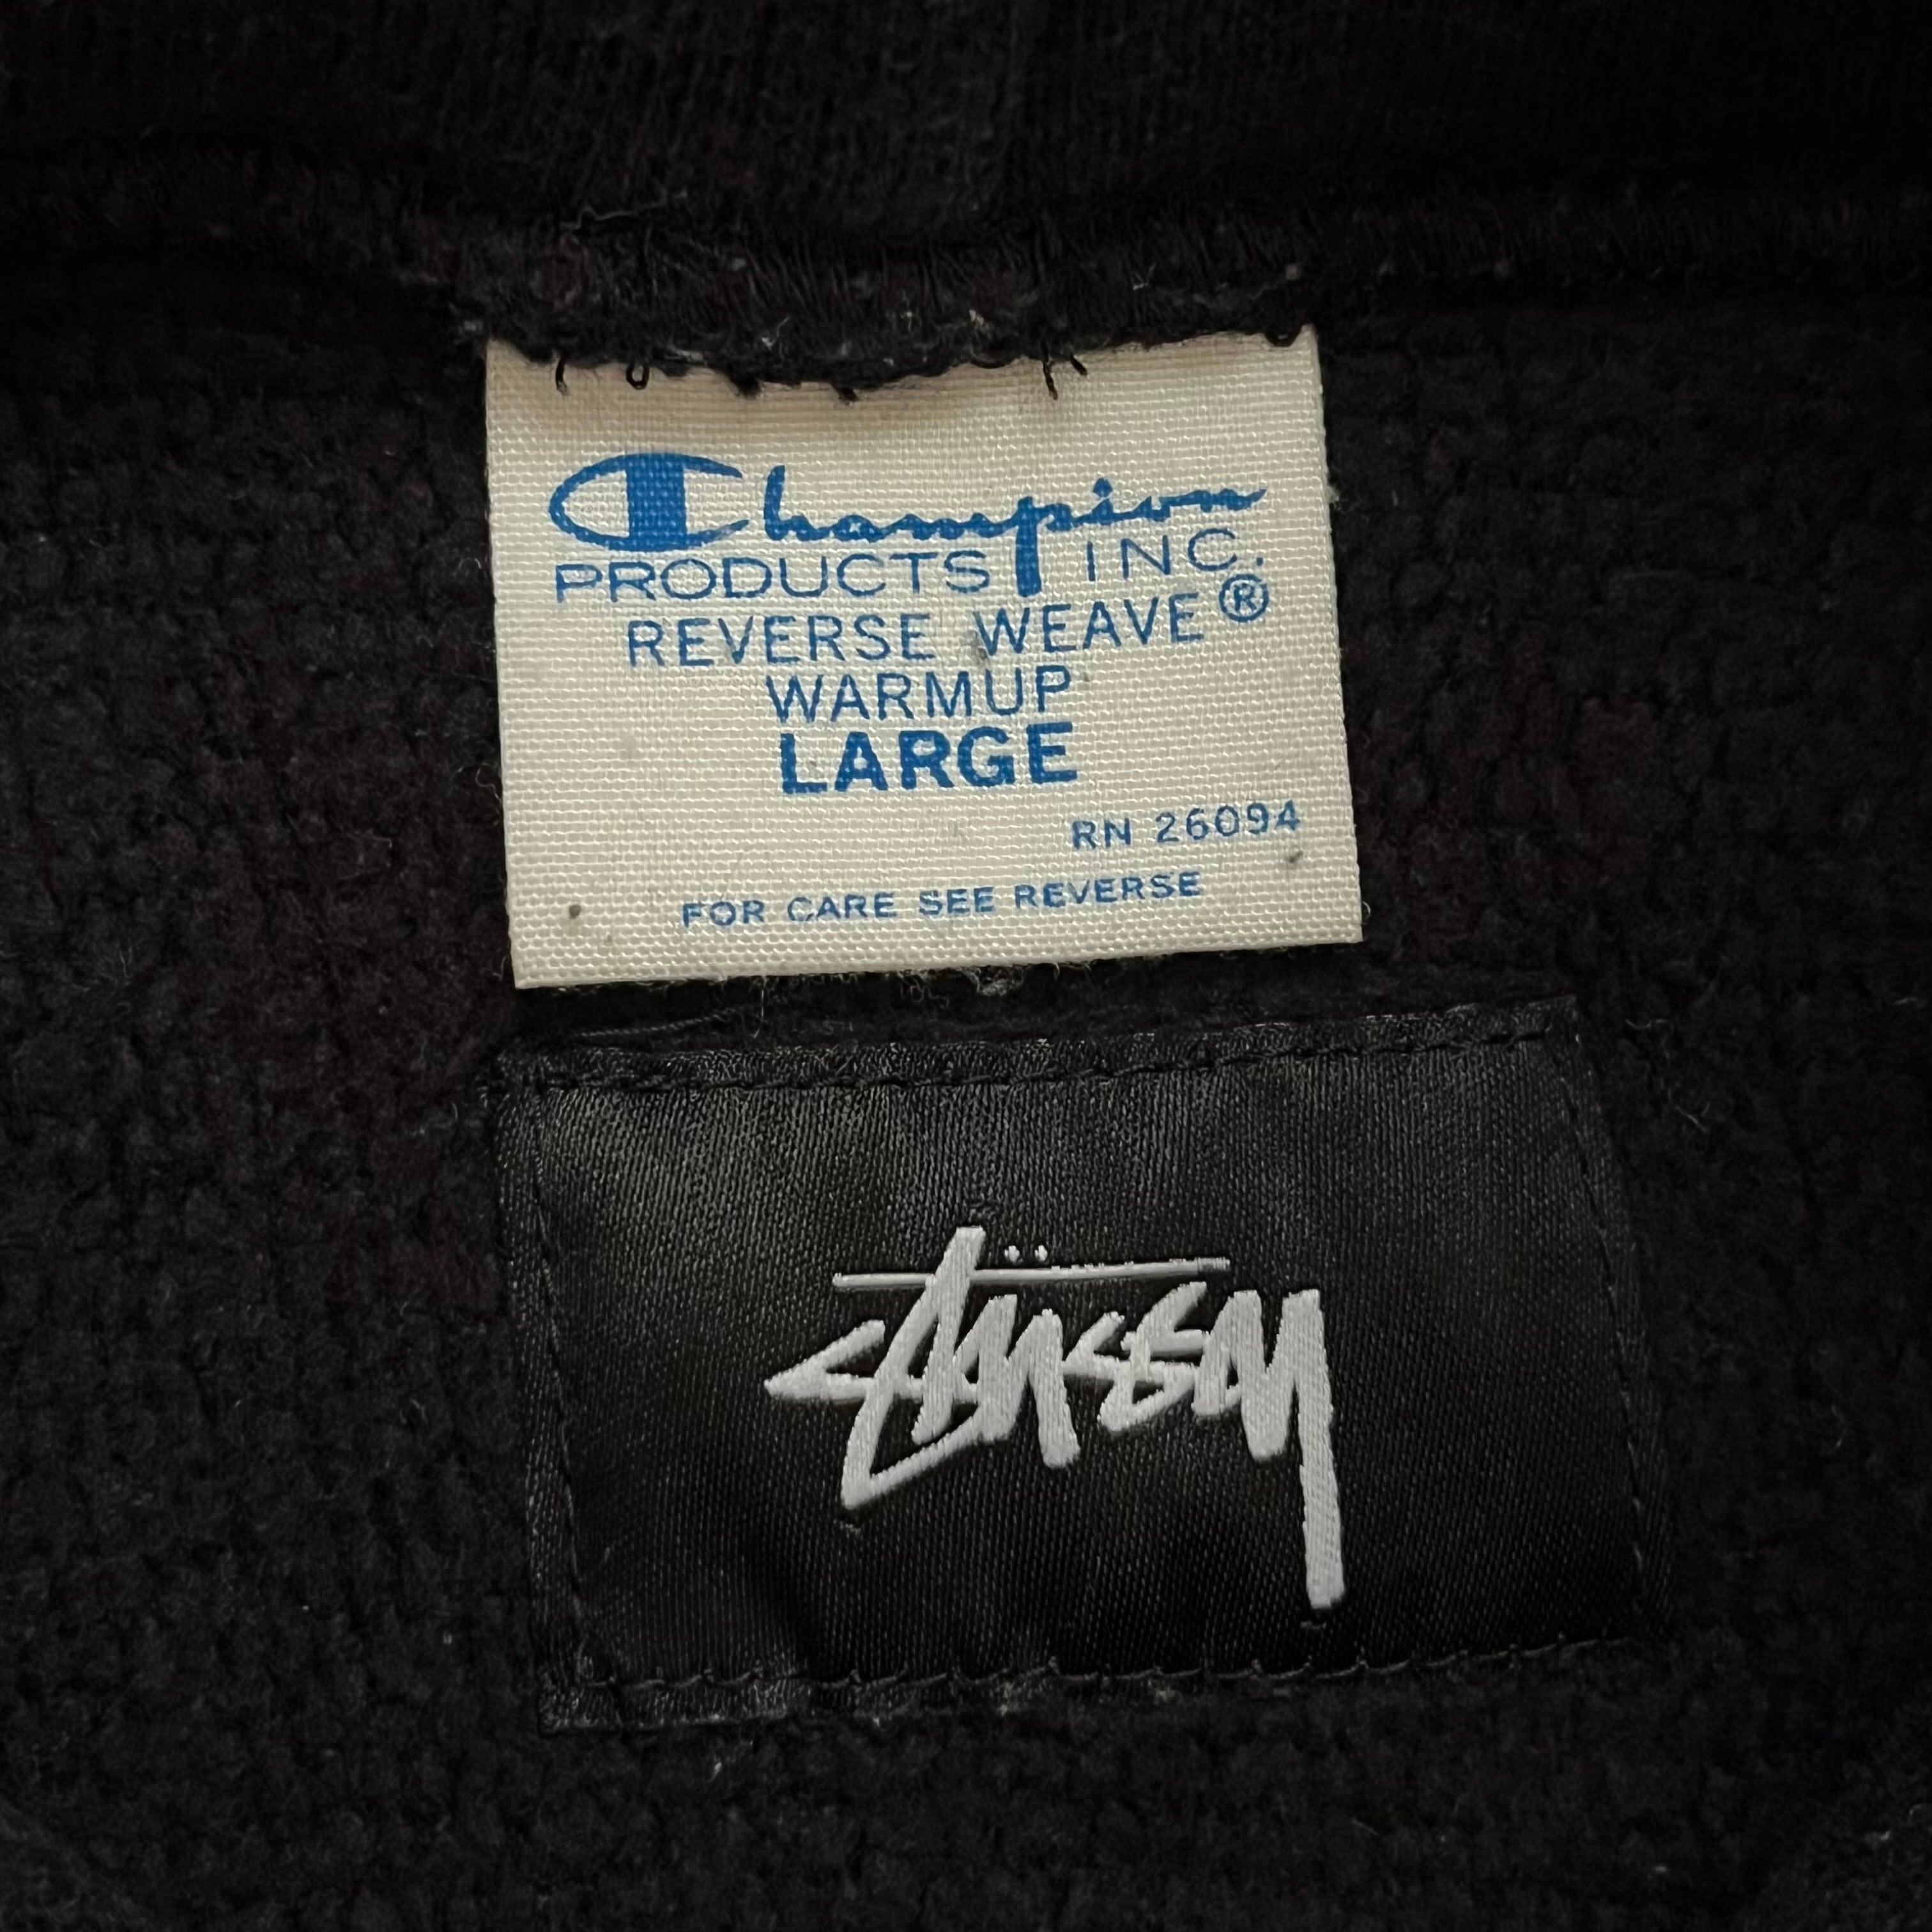 Champion
PRODUCTS INC.
REVERSE WEAVE®
WARMUP
LARGE
RN 26094
FOR CARE SEE REVERSE
stüssy